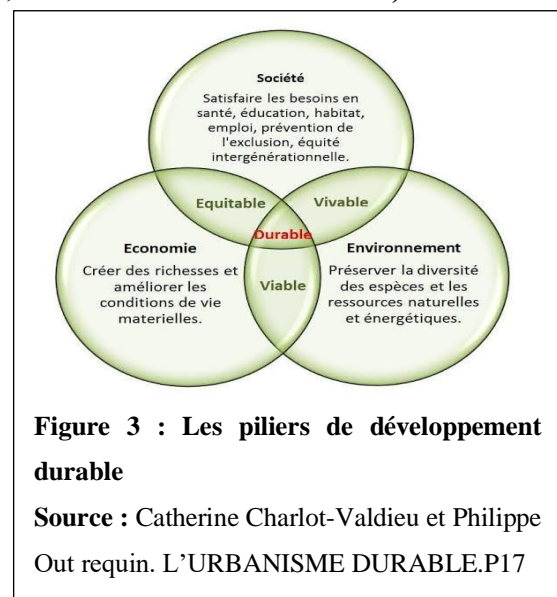 Société
Satisfaire les besoins en
santé, éducation, habitat,
emploi, prévention de
l'exclusion, équité
intergénérationnelle.
Equitable
Vivable
Durable
Economie
Créer des richesses et
améliorer les
conditions de vie
materielles.
Viable
Environnement
Préserver la diversité
des espèces et les
ressources naturelles
et énergétiques.
Figure 3 : Les piliers de développement
durable
Source : Catherine Charlot-Valdieu et Philippe
Out requin. L'URBANISME DURABLE.P17